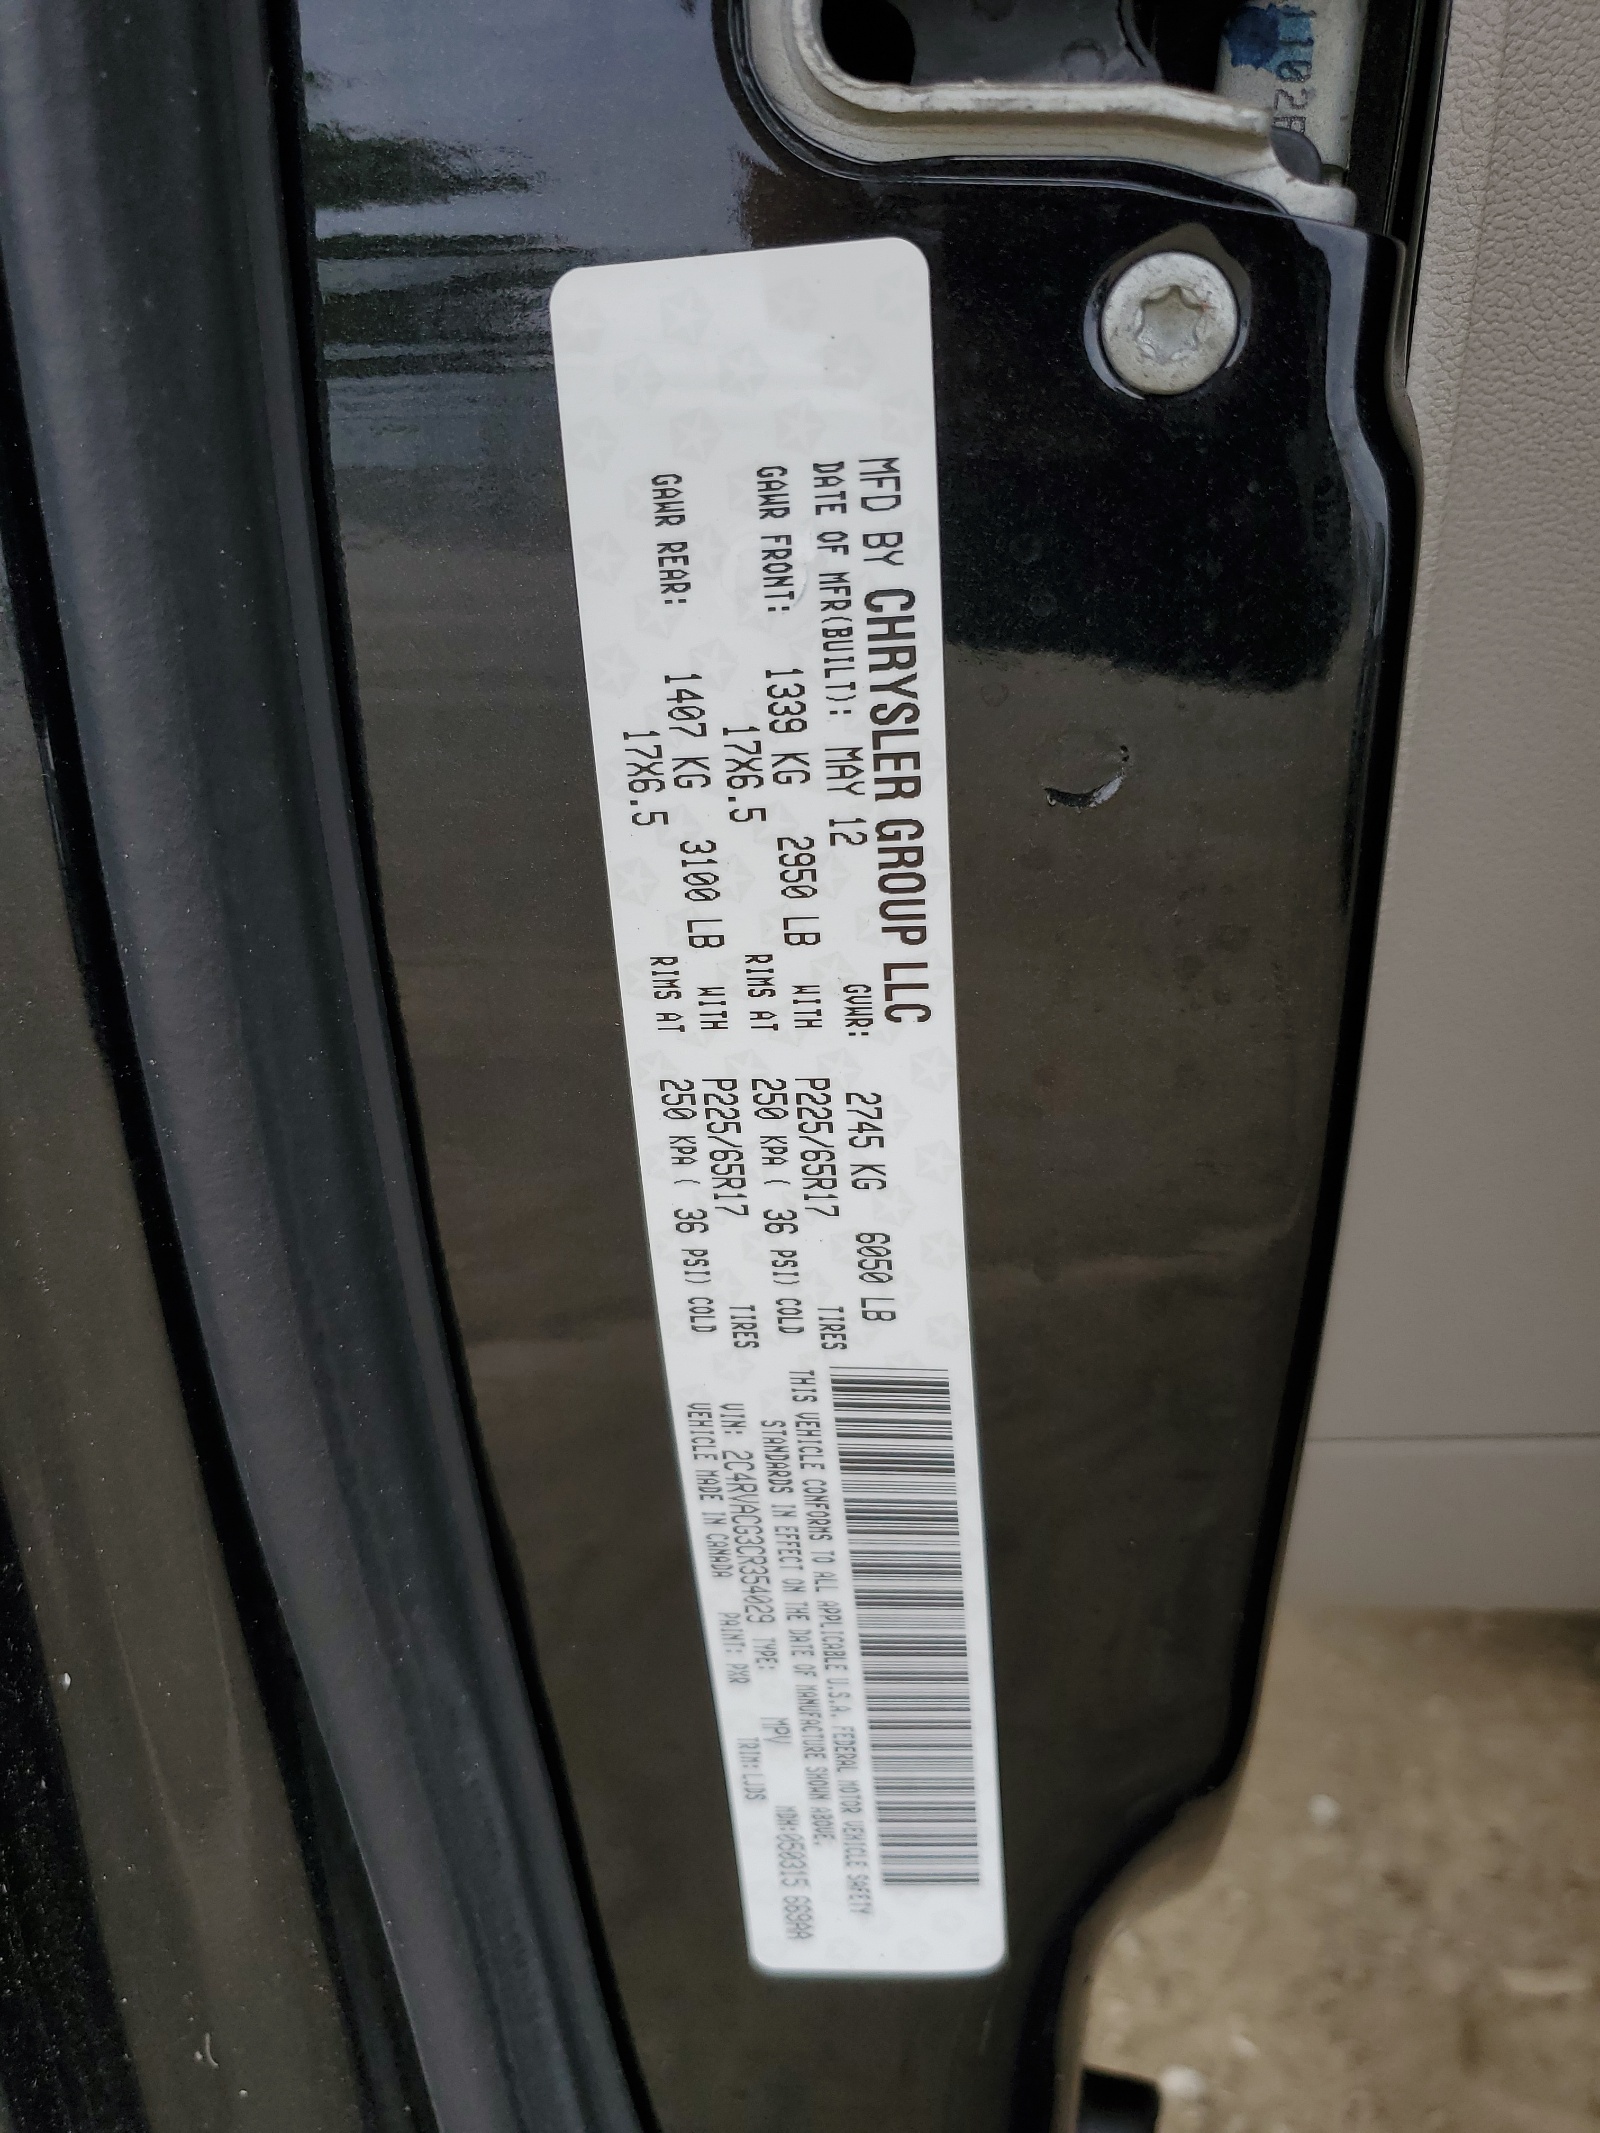 MFD BY CHRYSLER GROUP LLC
DATE OF MFR(BUILT): MAY 12 GVWR: 2745 KG 6050 LB
GAWR FRONT: 1339 KG 2950 LB WITH P225/65R17 TIRES
17X6.5 RIMS AT 250 KPA ( 36 PSI) COLD
GAWR REAR: 1407 KG 3100 LB WITH P225/65R17 TIRES
17X6.5 RIMS AT 250 KPA ( 36 PSI) COLD
THIS VEHICLE CONFORMS TO ALL APPLICABLE U.S.A. FEDERAL MOTOR VEHICLE SAFETY
STANDARDS IN EFFECT ON THE DATE OF MANUFACTURE SHOWN ABOVE.
VIN: 2C4RVACG3CR354029 TYPE: MPV MDH:050315 669AA
VEHICLE MADE IN CANADA PAINT: PXR TRIM:LJDS